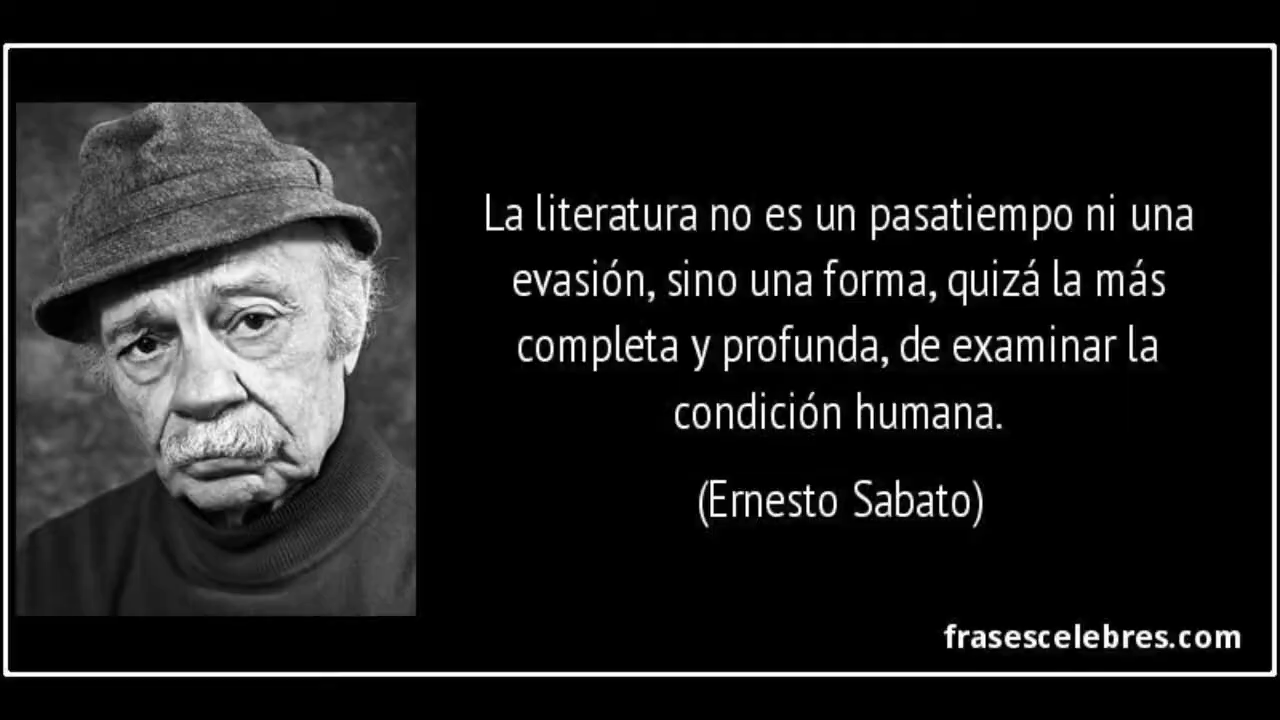 La literatura no es un pasatiempo ni una
evasión, sino una forma, quizá la más
completa y profunda, de examinar la
condición humana.
(Ernesto Sabato)
frasescelebres.com